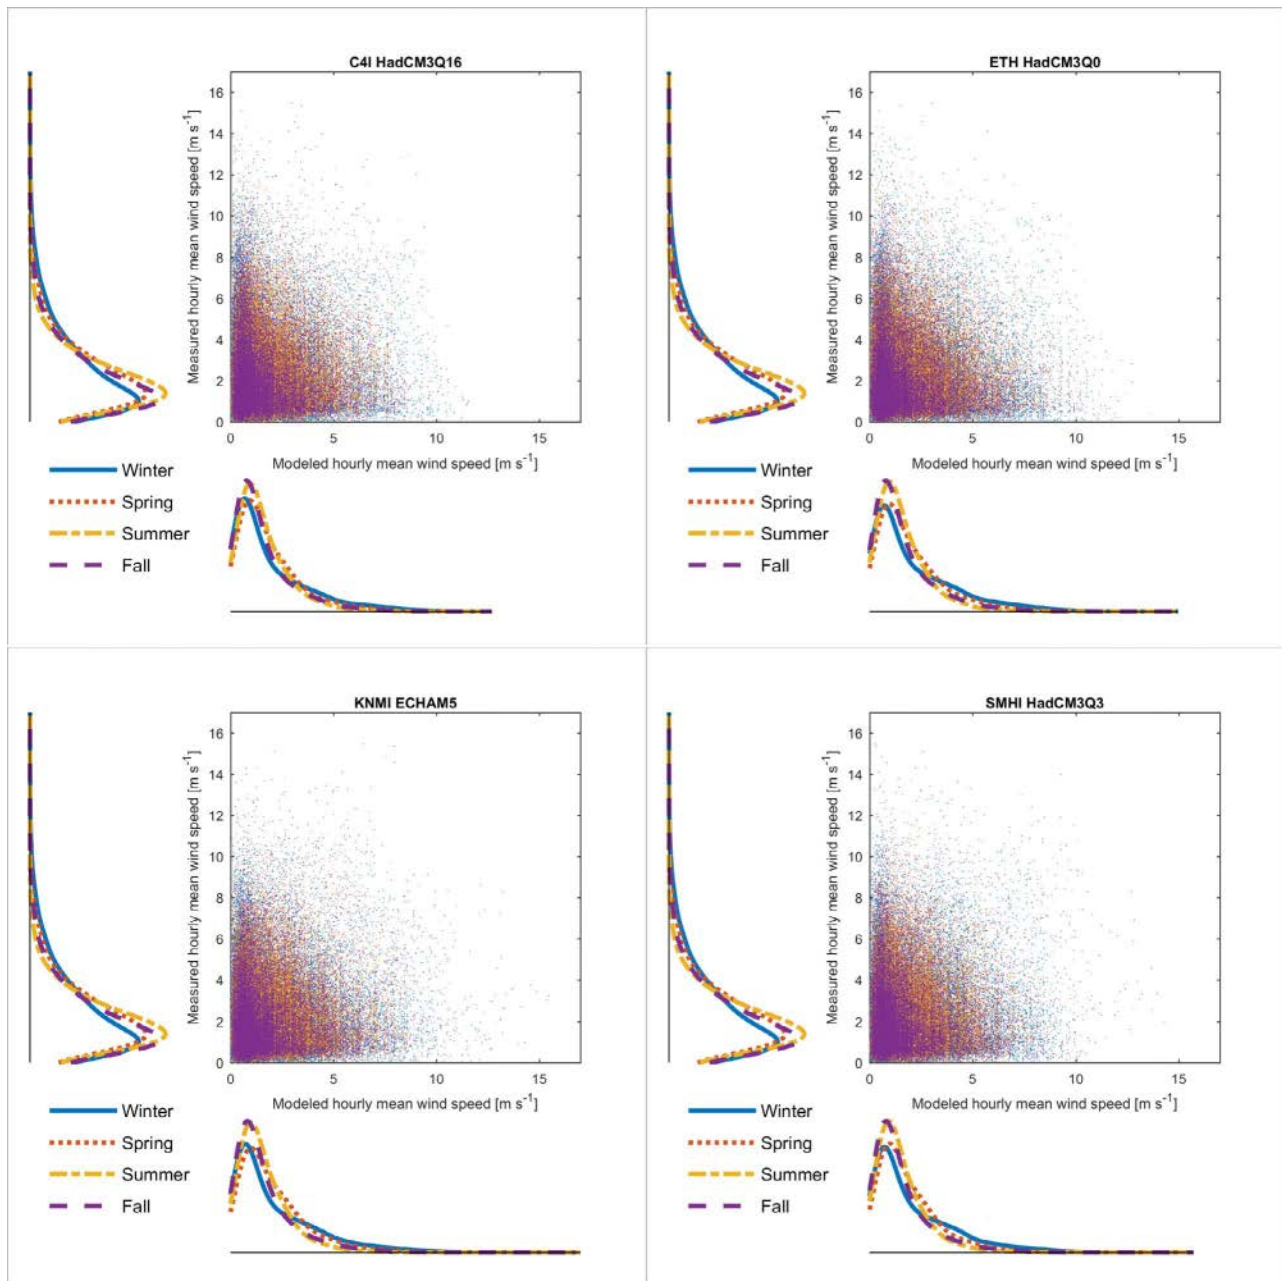 C4I HadCM3Q16
Measured hourly mean wind speed [m s⁻¹]
16
14
12
10
8
6
4
2
0
0 5 10 15
Modeled hourly mean wind speed [m s⁻¹]
Winter
Spring
Summer
Fall
ETH HadCM3Q0
Measured hourly mean wind speed [m s⁻¹]
16
14
12
10
8
6
4
2
0
0 5 10 15
Modeled hourly mean wind speed [m s⁻¹]
Winter
Spring
Summer
Fall
KNMI ECHAM5
Measured hourly mean wind speed [m s⁻¹]
16
14
12
10
8
6
4
2
0
0 5 10 15
Modeled hourly mean wind speed [m s⁻¹]
Winter
Spring
Summer
Fall
SMHI HadCM3Q3
Measured hourly mean wind speed [m s⁻¹]
16
14
12
10
8
6
4
2
0
0 5 10 15
Modeled hourly mean wind speed [m s⁻¹]
Winter
Spring
Summer
Fall